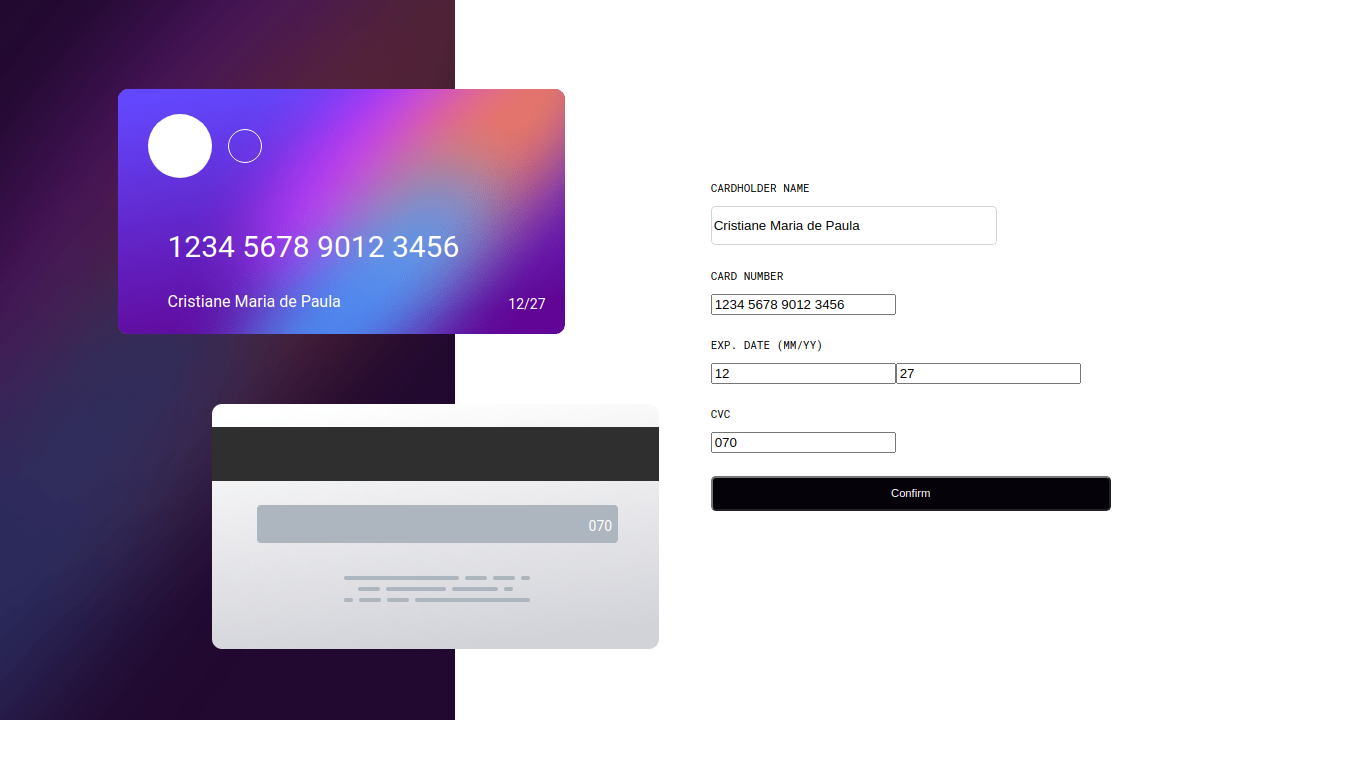 1234 5678 9012 3456
Cristiane Maria de Paula
12/27
070
CARDHOLDER NAME
Cristiane Maria de Paula
CARD NUMBER
1234 5678 9012 3456
EXP. DATE (MM/YY)
12 27
CVC
070
Confirm